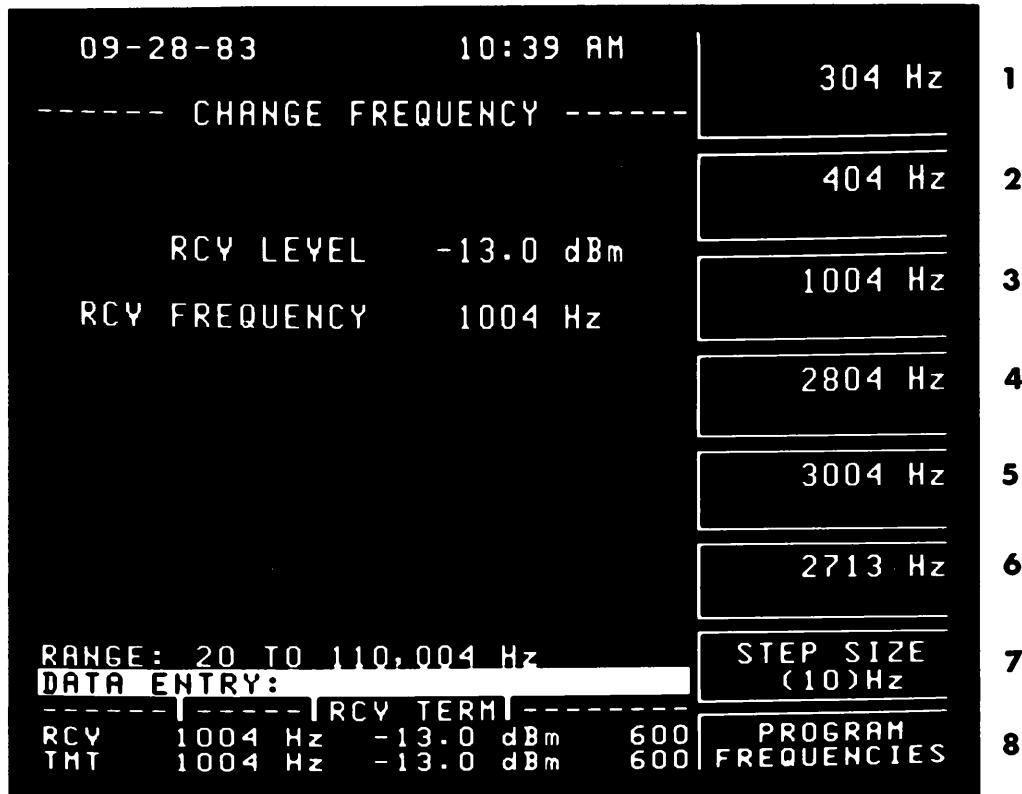 09-28-83 10:39 AM
------ CHANGE FREQUENCY ------
RCV LEVEL -13.0 dBm
RCV FREQUENCY 1004 Hz
RANGE: 20 TO 110,004 Hz
DATA ENTRY:
------ ----- RCV TERM --------
RCV 1004 Hz -13.0 dBm 600
TMT 1004 Hz -13.0 dBm 600
304 Hz 1
404 Hz 2
1004 Hz 3
2804 Hz 4
3004 Hz 5
2713 Hz 6
STEP SIZE 7
(10)Hz
PROGRAM 8
FREQUENCIES